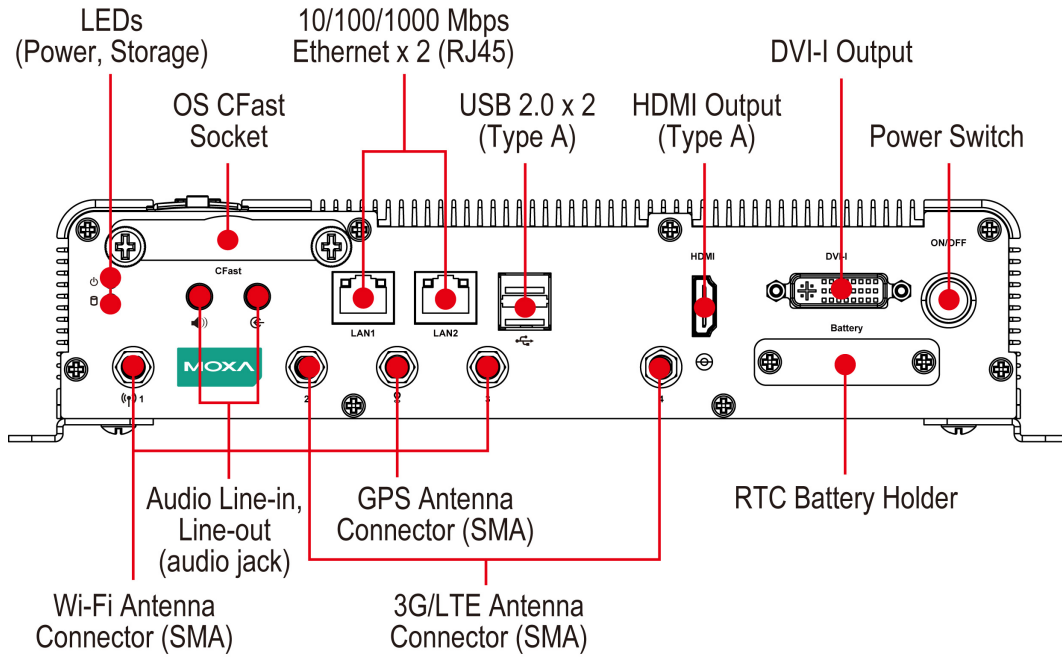 LEDs
(Power, Storage)
10/100/1000 Mbps
Ethernet x 2 (RJ45)
DVI-I Output
OS CFast
Socket
USB 2.0 x 2
(Type A)
HDMI Output
(Type A)
Power Switch
ON/OFF
CFast
HDMI
DVI-I
LAN1
LAN2
Battery
MOXA
1
2
3
4
Audio Line-in,
Line-out
(audio jack)
GPS Antenna
Connector (SMA)
RTC Battery Holder
Wi-Fi Antenna
Connector (SMA)
3G/LTE Antenna
Connector (SMA)